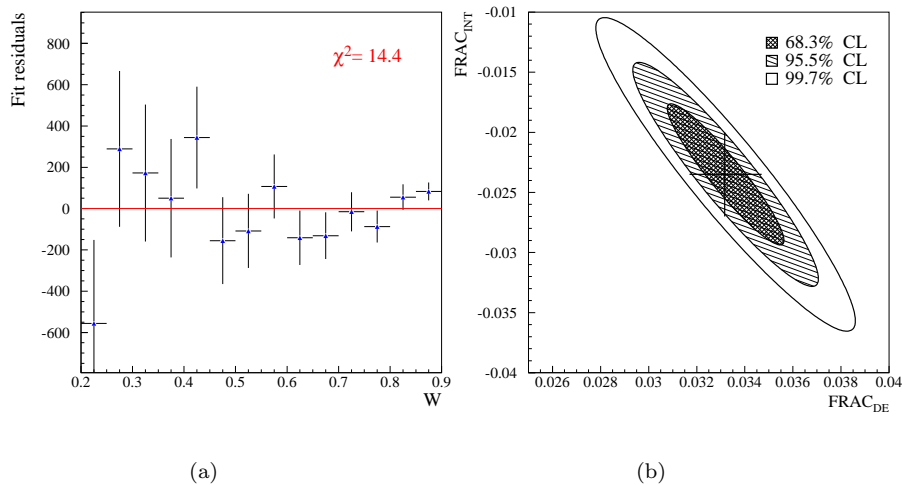 Fit residuals
800
600
400
200
0
-200
-400
-600
0.2 0.3 0.4 0.5 0.6 0.7 0.8 0.9
W
χ²= 14.4
(a)
FRAC_INT
-0.01
-0.015
-0.02
-0.025
-0.03
-0.035
-0.04
68.3% CL
95.5% CL
99.7% CL
0.026 0.028 0.03 0.032 0.034 0.036 0.038 0.04
FRAC_DE
(b)